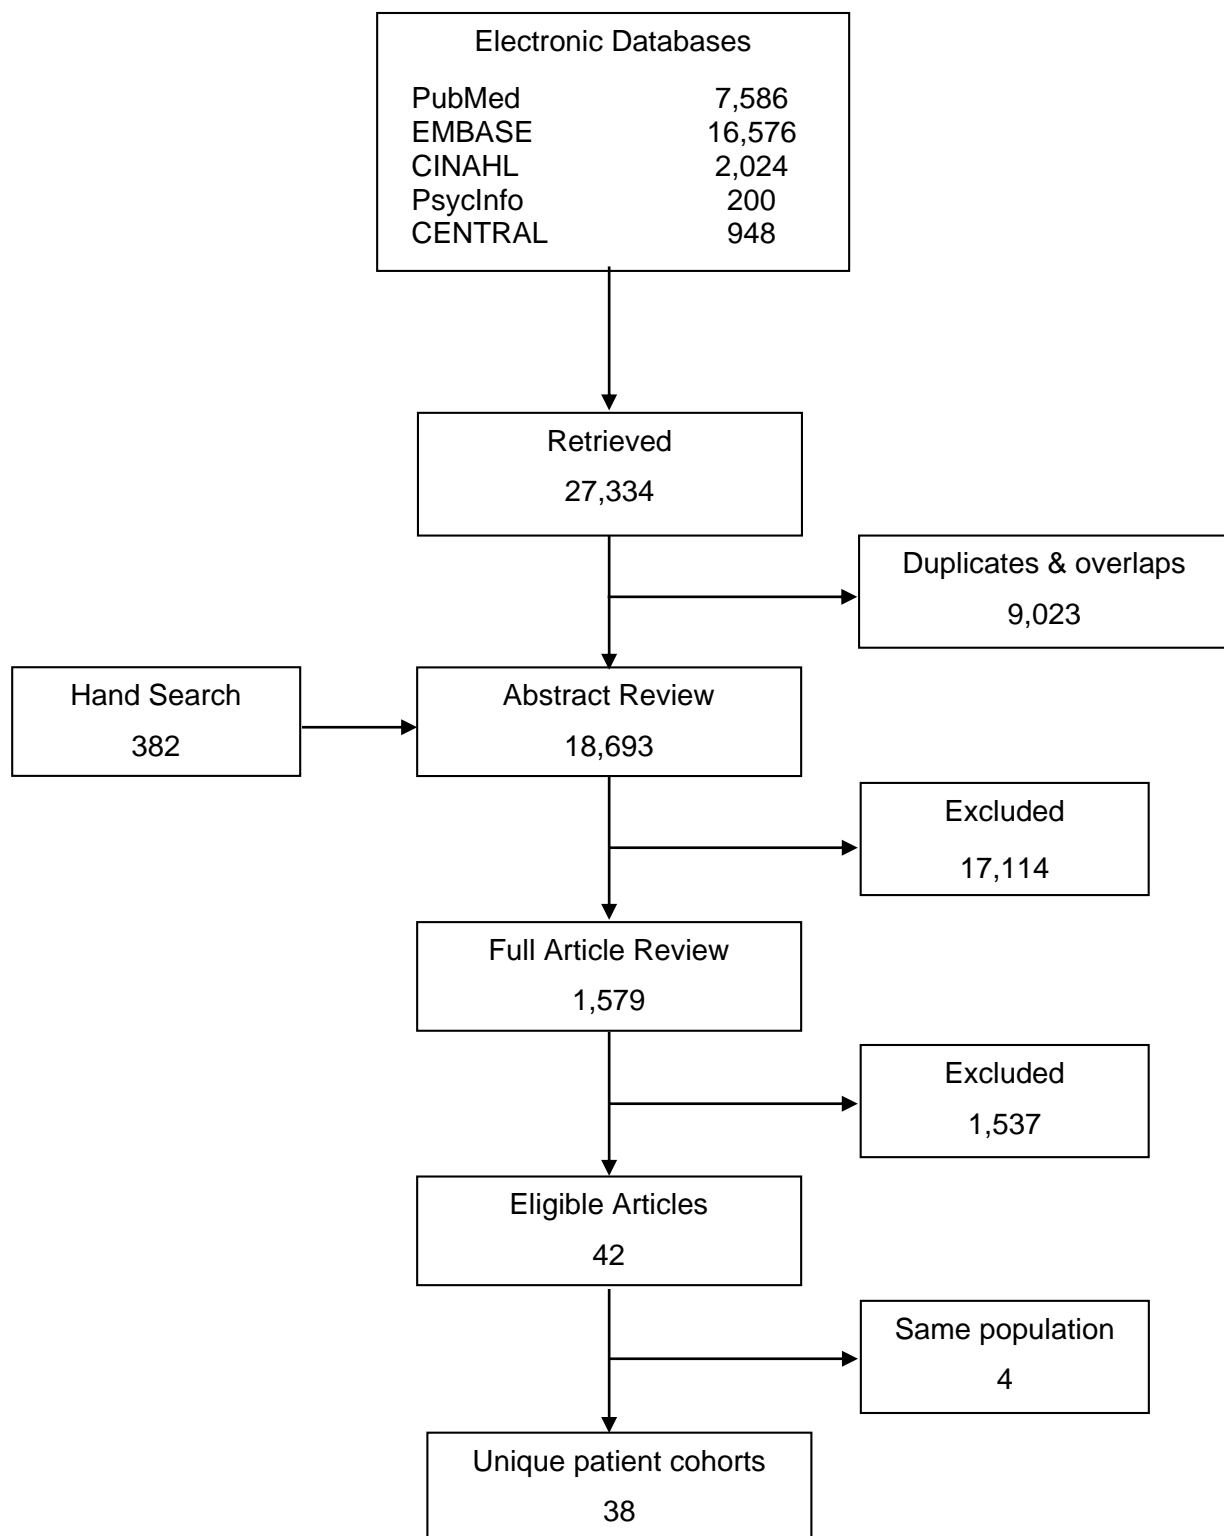 Electronic Databases
PubMed 7,586
EMBASE 16,576
CINAHL 2,024
PsycInfo 200
CENTRAL 948
Retrieved
27,334
Duplicates & overlaps
9,023
Hand Search
382
Abstract Review
18,693
Excluded
17,114
Full Article Review
1,579
Excluded
1,537
Eligible Articles
42
Same population
4
Unique patient cohorts
38